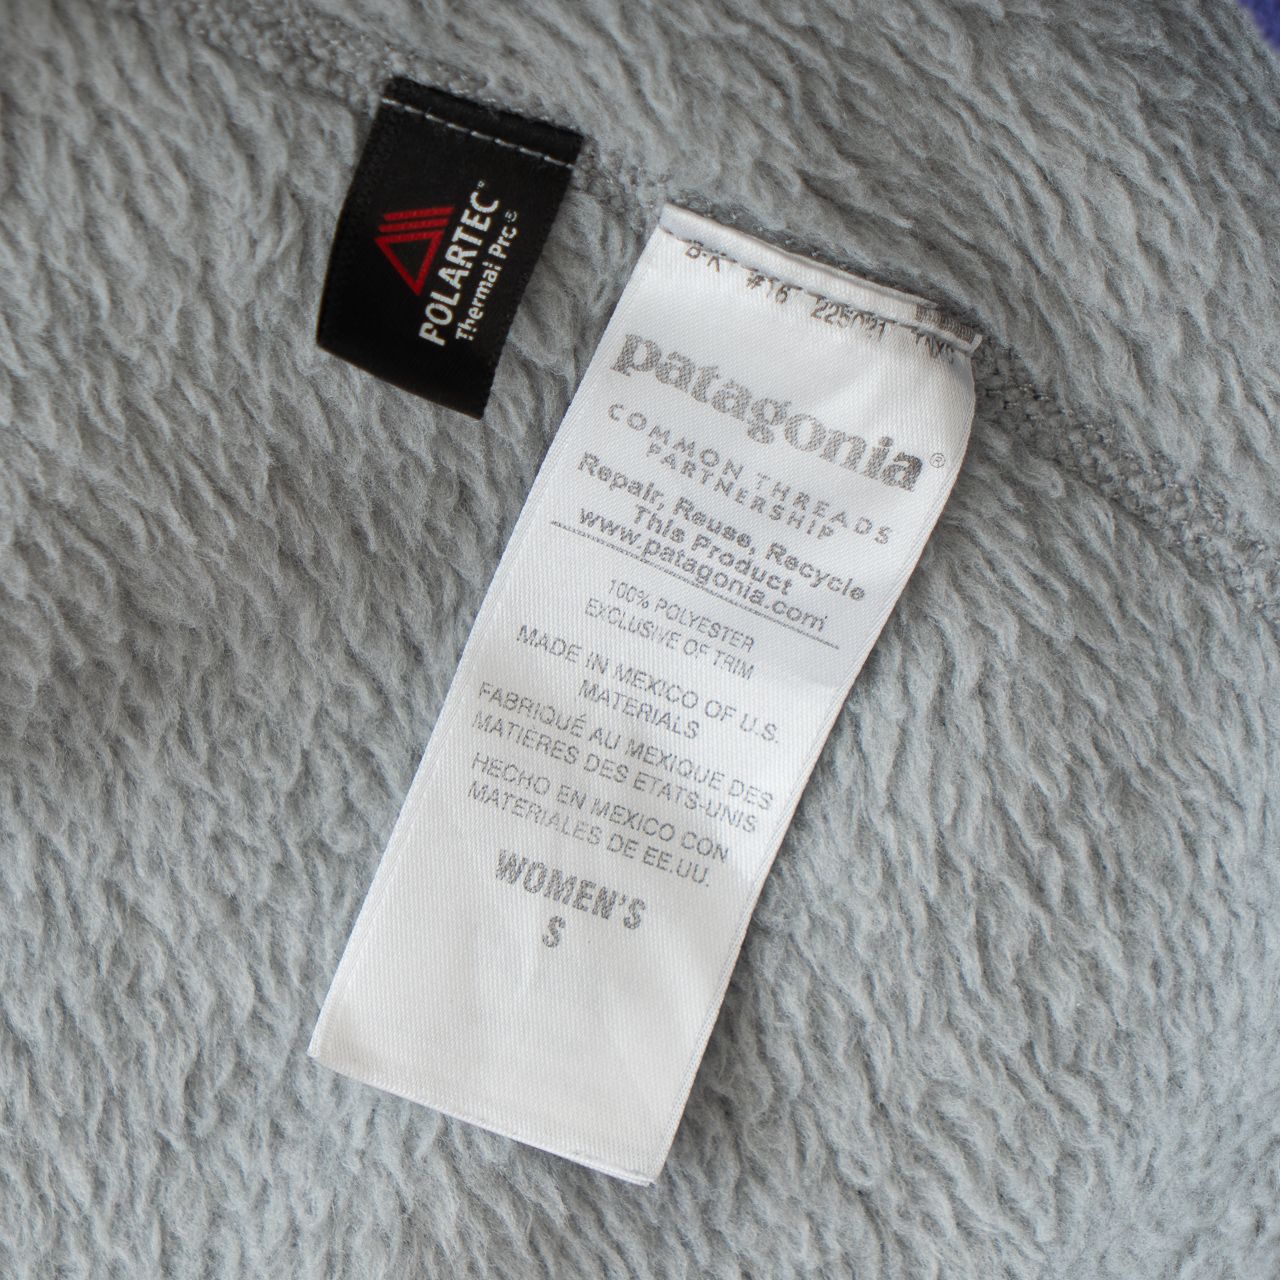 POLARTEC™
Thermal Pro®
#16
patagonia®
COMMON THREADS
PARTNERSHIP
Repair, Reuse, Recycle
This Product
www.patagonia.com
100% POLYESTER
EXCLUSIVE OF TRIM
MADE IN MEXICO OF U.S.
MATERIALS
FABRIQUÉ AU MEXIQUE DES
MATIERES DES ETATS-UNIS
HECHO EN MEXICO CON
MATERIALES DE EE.UU.
WOMEN'S
S